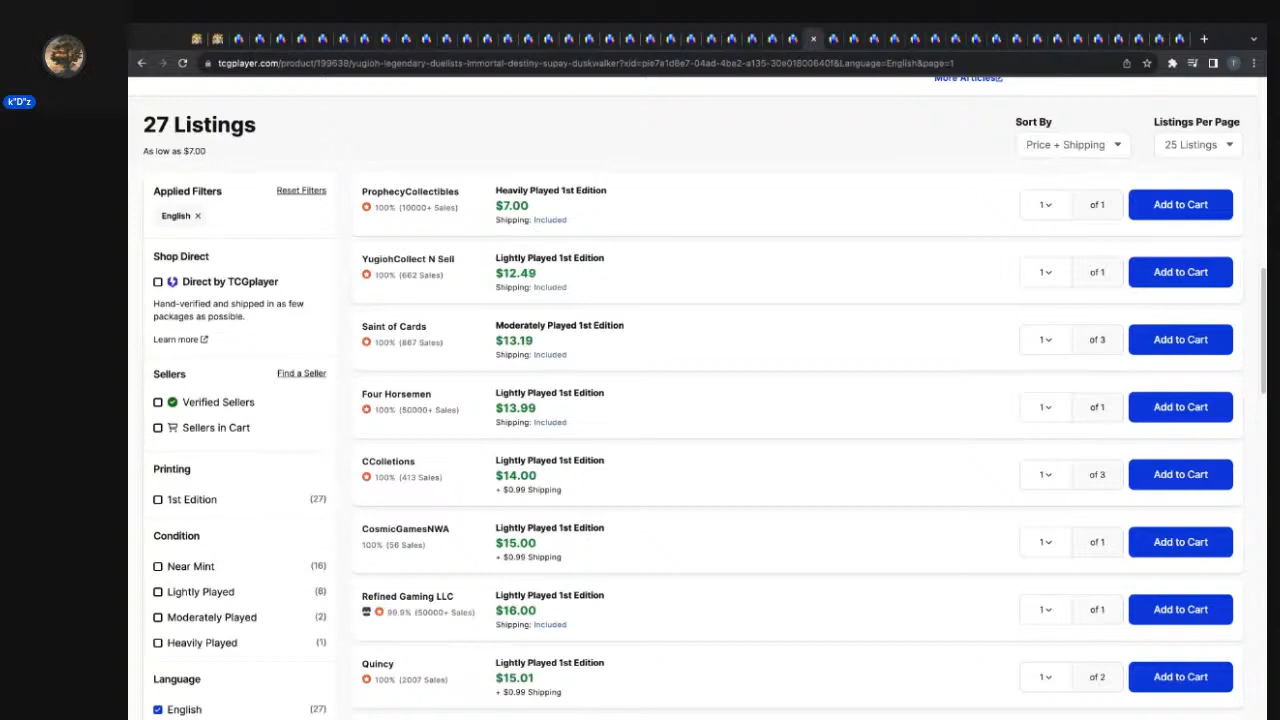 k"D"z
tcgplayer.com/product/199638/yugioh-legendary-duelists-immortal-destiny-supay-duskwalker?xid=pie7a1d8e7-04ad-4be2-a135-30e018006401&Language=English&page=1
More Articles
27 Listings
As low as $7.00
Sort By
Price + Shipping
Listings Per Page
25 Listings
Applied Filters
Reset Filters
English ×
Shop Direct
Direct by TCGplayer
Hand-verified and shipped in as few
packages as possible.
Learn more
Sellers
Find a Seller
Verified Sellers
Sellers in Cart
Printing
1st Edition (27)
Condition
Near Mint (16)
Lightly Played (8)
Moderately Played (2)
Heavily Played (1)
Language
English (27)
ProphecyCollectibles
100% (10000+ Sales)
Heavily Played 1st Edition
$7.00
Shipping: Included
1 of 1
Add to Cart
YugiohCollect N Sell
100% (662 Sales)
Lightly Played 1st Edition
$12.49
Shipping: Included
1 of 1
Add to Cart
Saint of Cards
100% (867 Sales)
Moderately Played 1st Edition
$13.19
Shipping: Included
1 of 3
Add to Cart
Four Horsemen
100% (50000+ Sales)
Lightly Played 1st Edition
$13.99
Shipping: Included
1 of 1
Add to Cart
CColletions
100% (413 Sales)
Lightly Played 1st Edition
$14.00
+ $0.99 Shipping
1 of 3
Add to Cart
CosmicGamesNWA
100% (56 Sales)
Lightly Played 1st Edition
$15.00
+ $0.99 Shipping
1 of 1
Add to Cart
Refined Gaming LLC
99.9% (50000+ Sales)
Lightly Played 1st Edition
$16.00
Shipping: Included
1 of 1
Add to Cart
Quincy
100% (2007 Sales)
Lightly Played 1st Edition
$15.01
+ $0.99 Shipping
1 of 2
Add to Cart